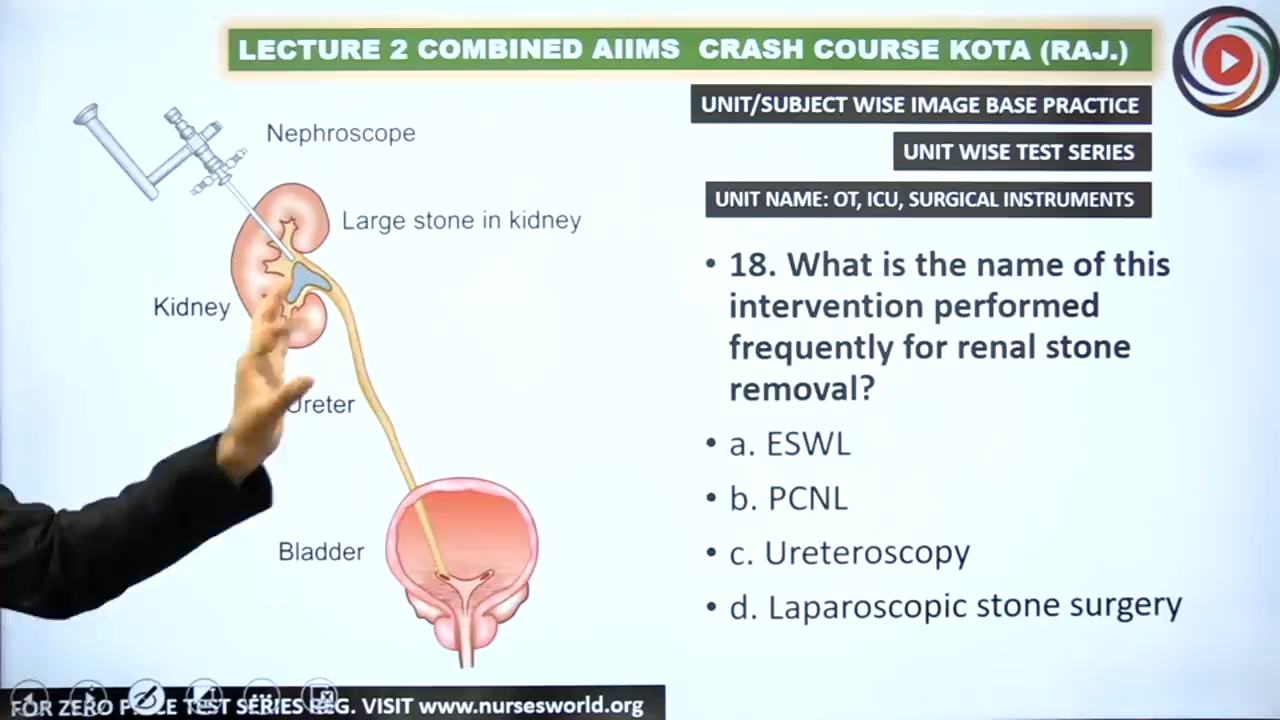 LECTURE 2 COMBINED AIIMS CRASH COURSE KOTA (RAJ.)
UNIT/SUBJECT WISE IMAGE BASE PRACTICE
UNIT WISE TEST SERIES
UNIT NAME: OT, ICU, SURGICAL INSTRUMENTS
Nephroscope
Large stone in kidney
Kidney
Ureter
Bladder
• 18. What is the name of this
intervention performed
frequently for renal stone
removal?
• a. ESWL
• b. PCNL
• c. Ureteroscopy
• d. Laparoscopic stone surgery
FOR ZERO TEST SERIES REG. VISIT www.nursesworld.org